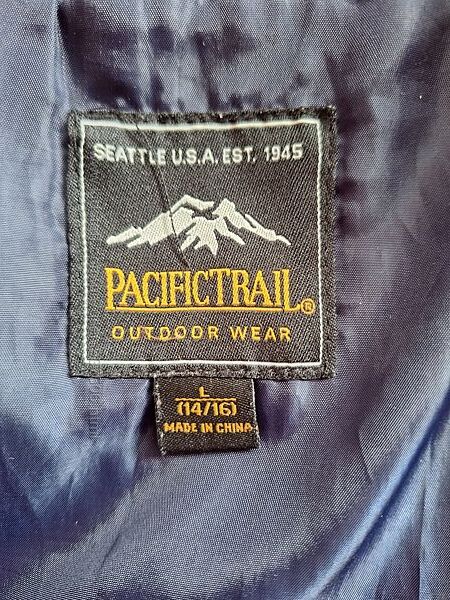 SEATTLE U.S.A. EST. 1945
PACIFICTRAIL®
OUTDOOR WEAR
L
(14/16)
MADE IN CHINA